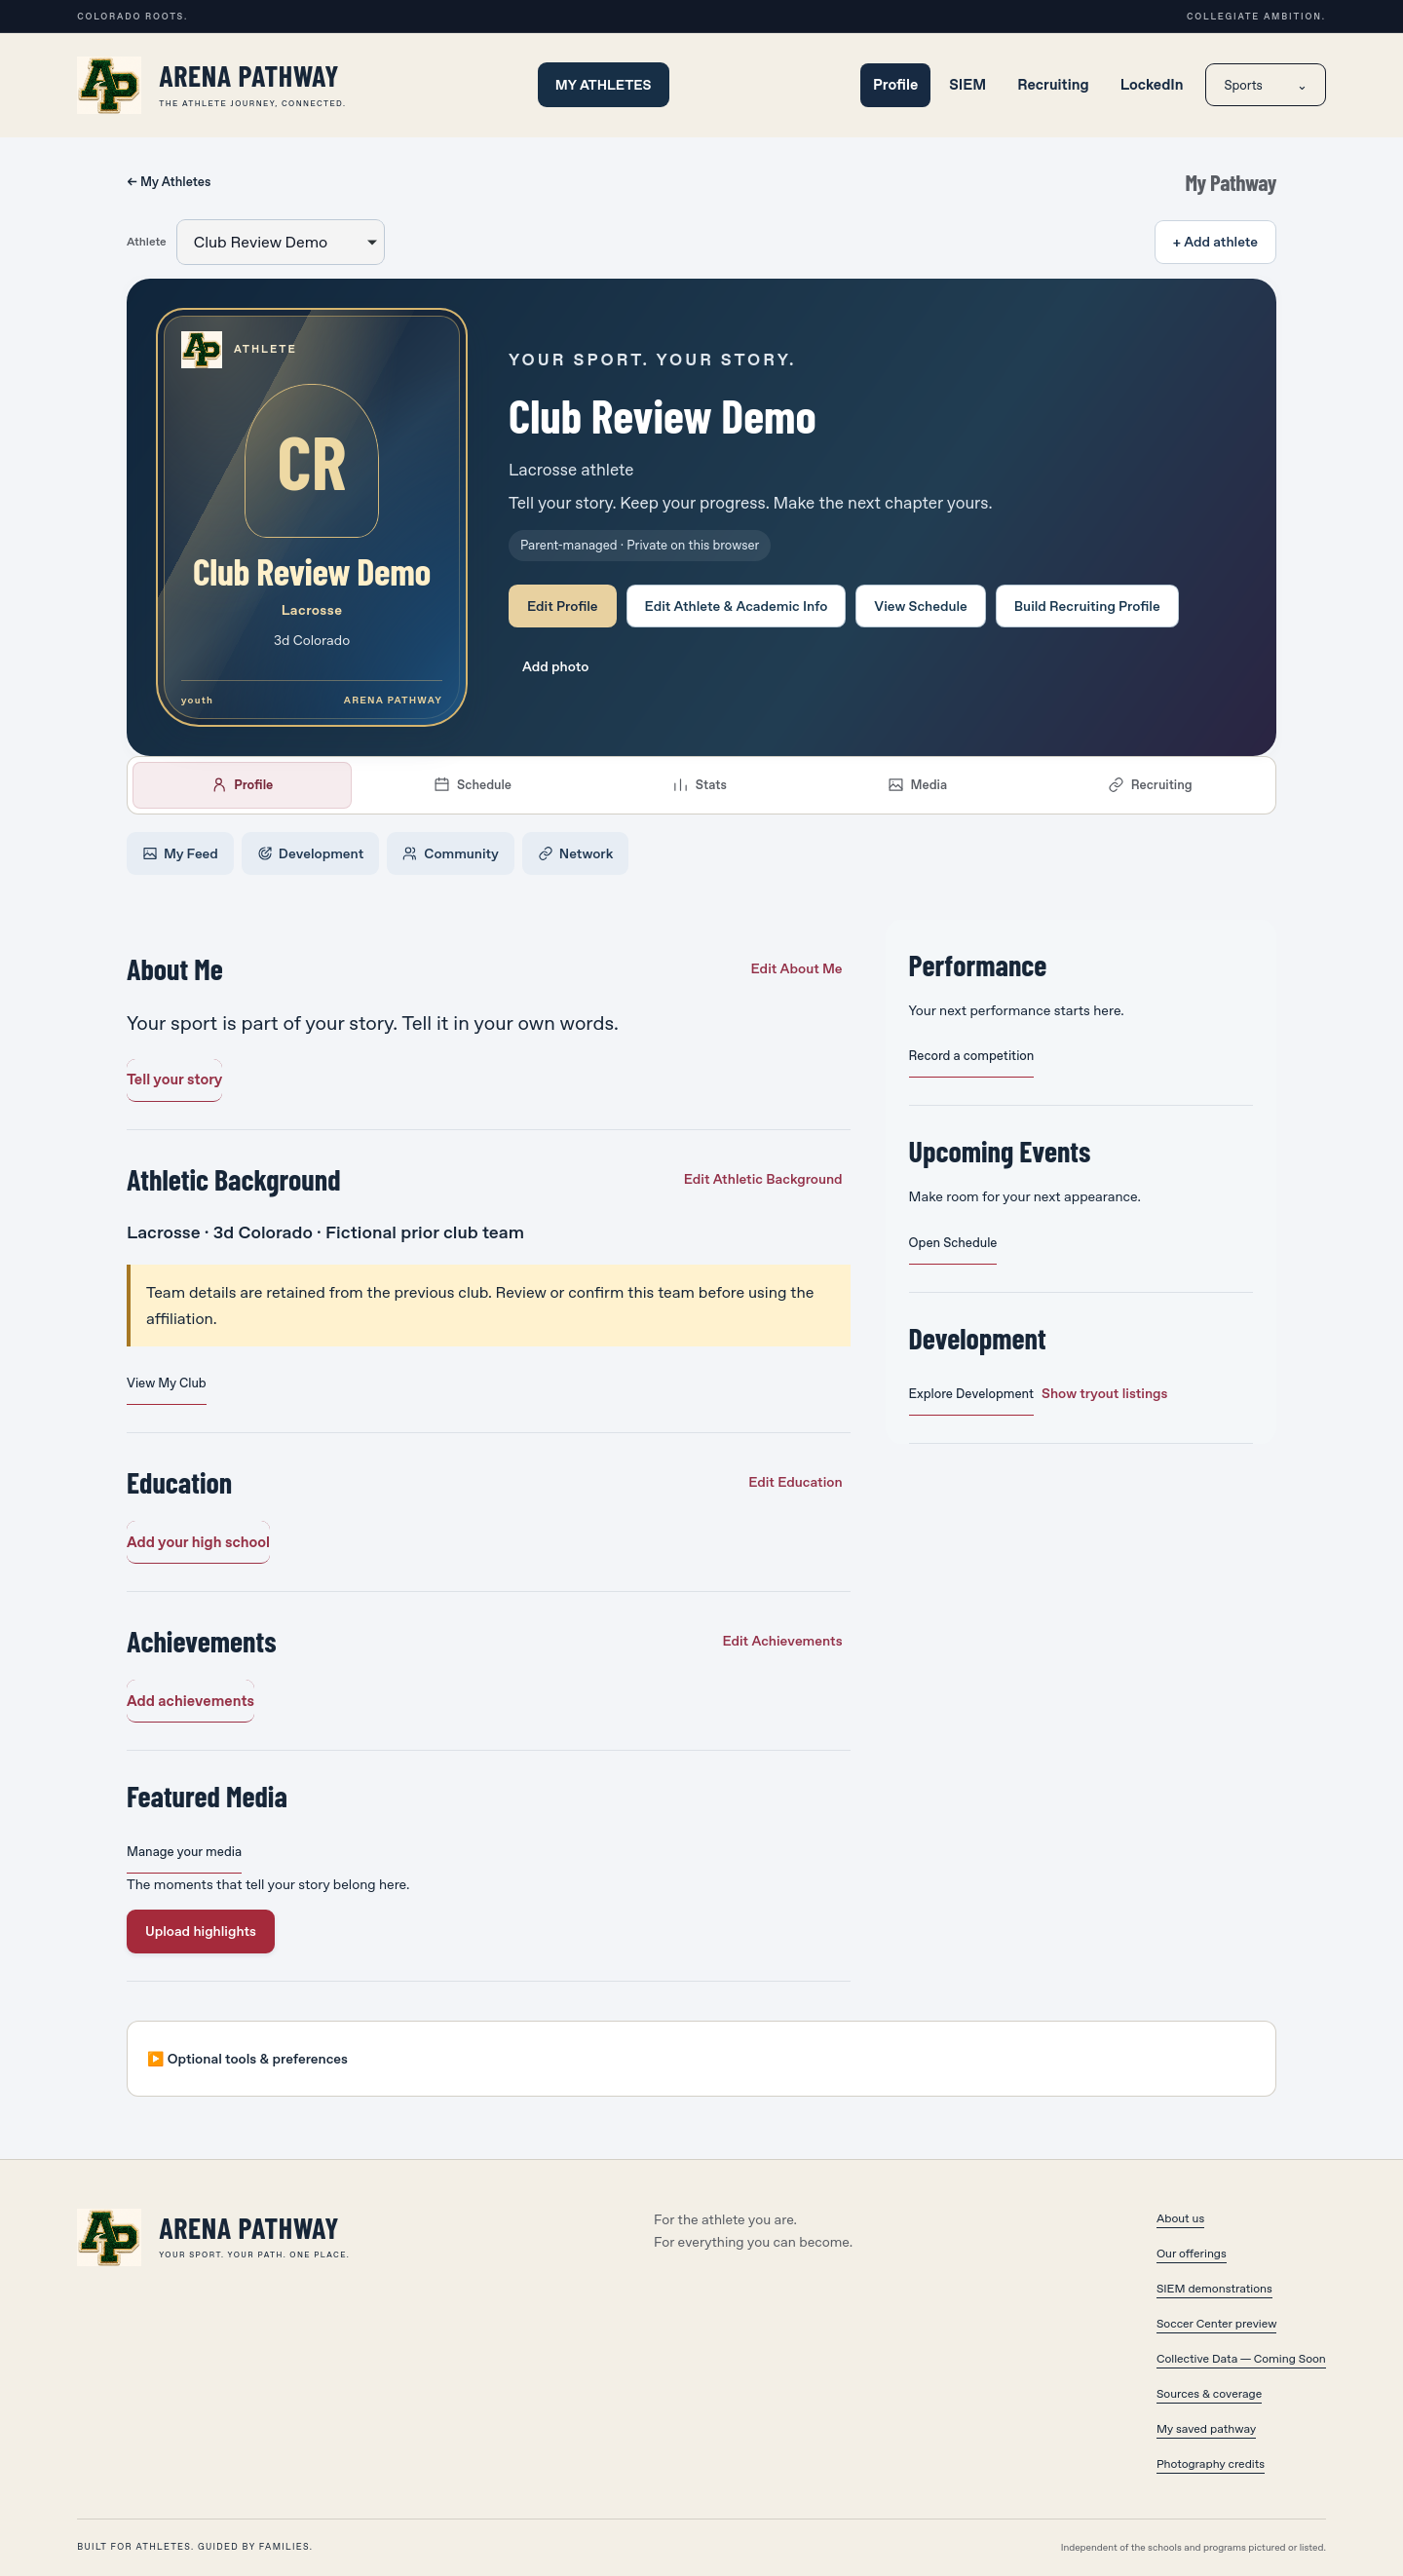 COLORADO ROOTS.
COLLEGIATE AMBITION.
AP
ARENA PATHWAY
THE ATHLETE JOURNEY, CONNECTED.
MY ATHLETES
Profile
SIEM
Recruiting
LockedIn
Sports
← My Athletes
My Pathway
Athlete
Club Review Demo
+ Add athlete
AP
ATHLETE
CR
Club Review Demo
Lacrosse
3d Colorado
youth
ARENA PATHWAY
YOUR SPORT. YOUR STORY.
Club Review Demo
Lacrosse athlete
Tell your story. Keep your progress. Make the next chapter yours.
Parent-managed · Private on this browser
Edit Profile
Edit Athlete & Academic Info
View Schedule
Build Recruiting Profile
Add photo
Profile
Schedule
Stats
Media
Recruiting
My Feed
Development
Community
Network
About Me
Edit About Me
Your sport is part of your story. Tell it in your own words.
Tell your story
Athletic Background
Edit Athletic Background
Lacrosse · 3d Colorado · Fictional prior club team
Team details are retained from the previous club. Review or confirm this team before using the
affiliation.
View My Club
Education
Edit Education
Add your high school
Achievements
Edit Achievements
Add achievements
Featured Media
Manage your media
The moments that tell your story belong here.
Upload highlights
Performance
Your next performance starts here.
Record a competition
Upcoming Events
Make room for your next appearance.
Open Schedule
Development
Explore Development
Show tryout listings
Optional tools & preferences
AP
ARENA PATHWAY
YOUR SPORT. YOUR PATH. ONE PLACE.
For the athlete you are.
For everything you can become.
About us
Our offerings
SIEM demonstrations
Soccer Center preview
Collective Data — Coming Soon
Sources & coverage
My saved pathway
Photography credits
BUILT FOR ATHLETES. GUIDED BY FAMILIES.
Independent of the schools and programs pictured or listed.